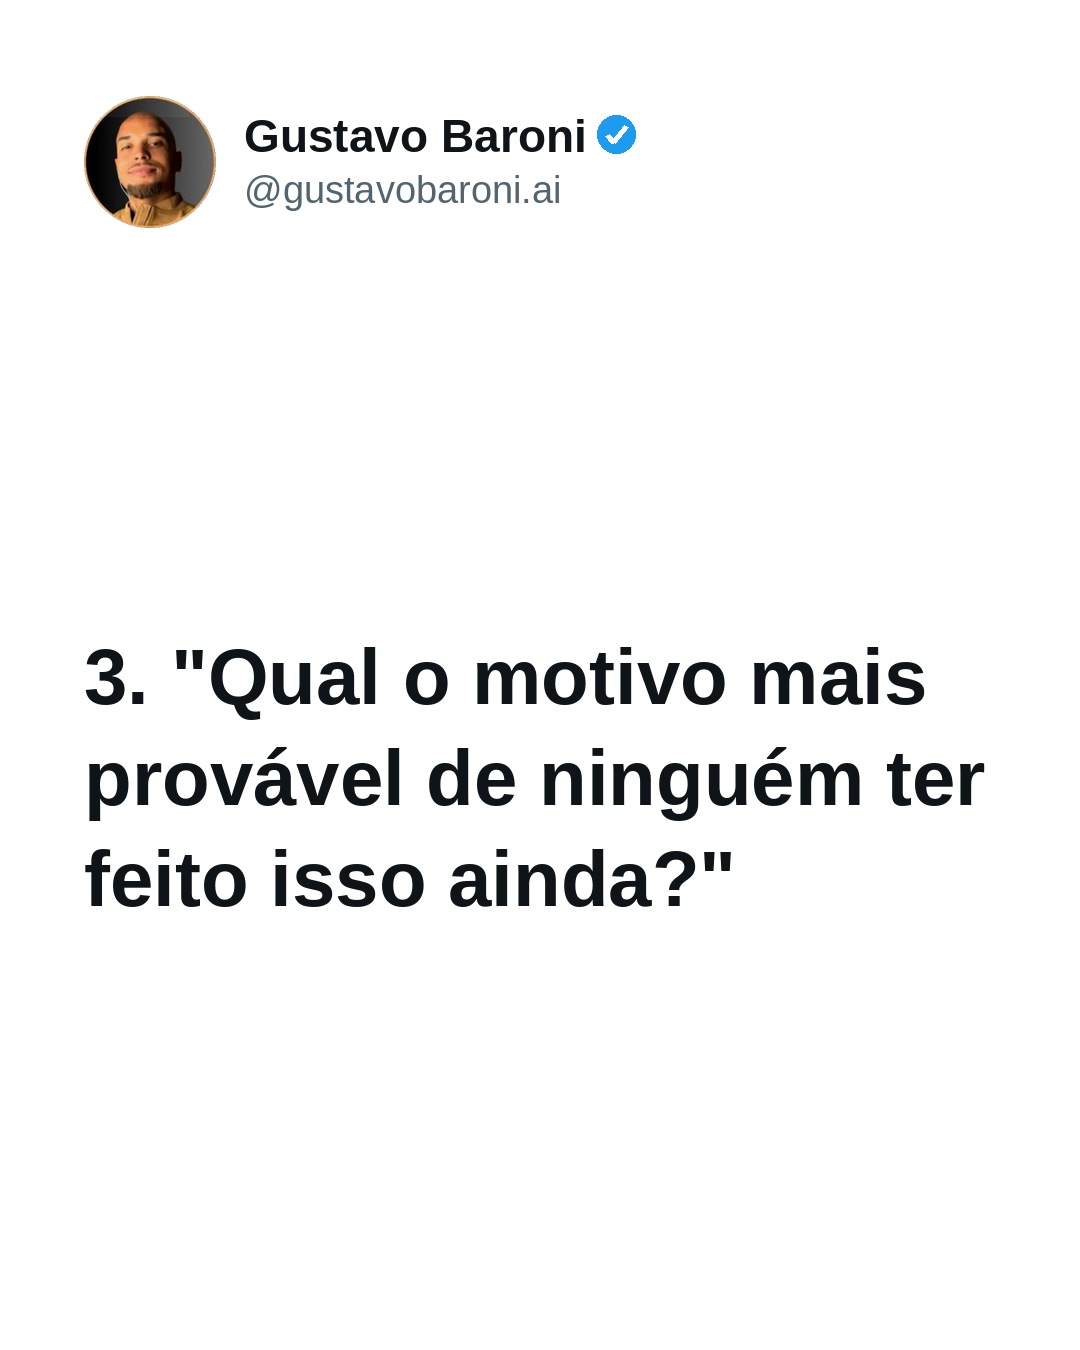 Gustavo Baroni
@gustavobaroni.ai
3. "Qual o motivo mais
provável de ninguém ter
feito isso ainda?"